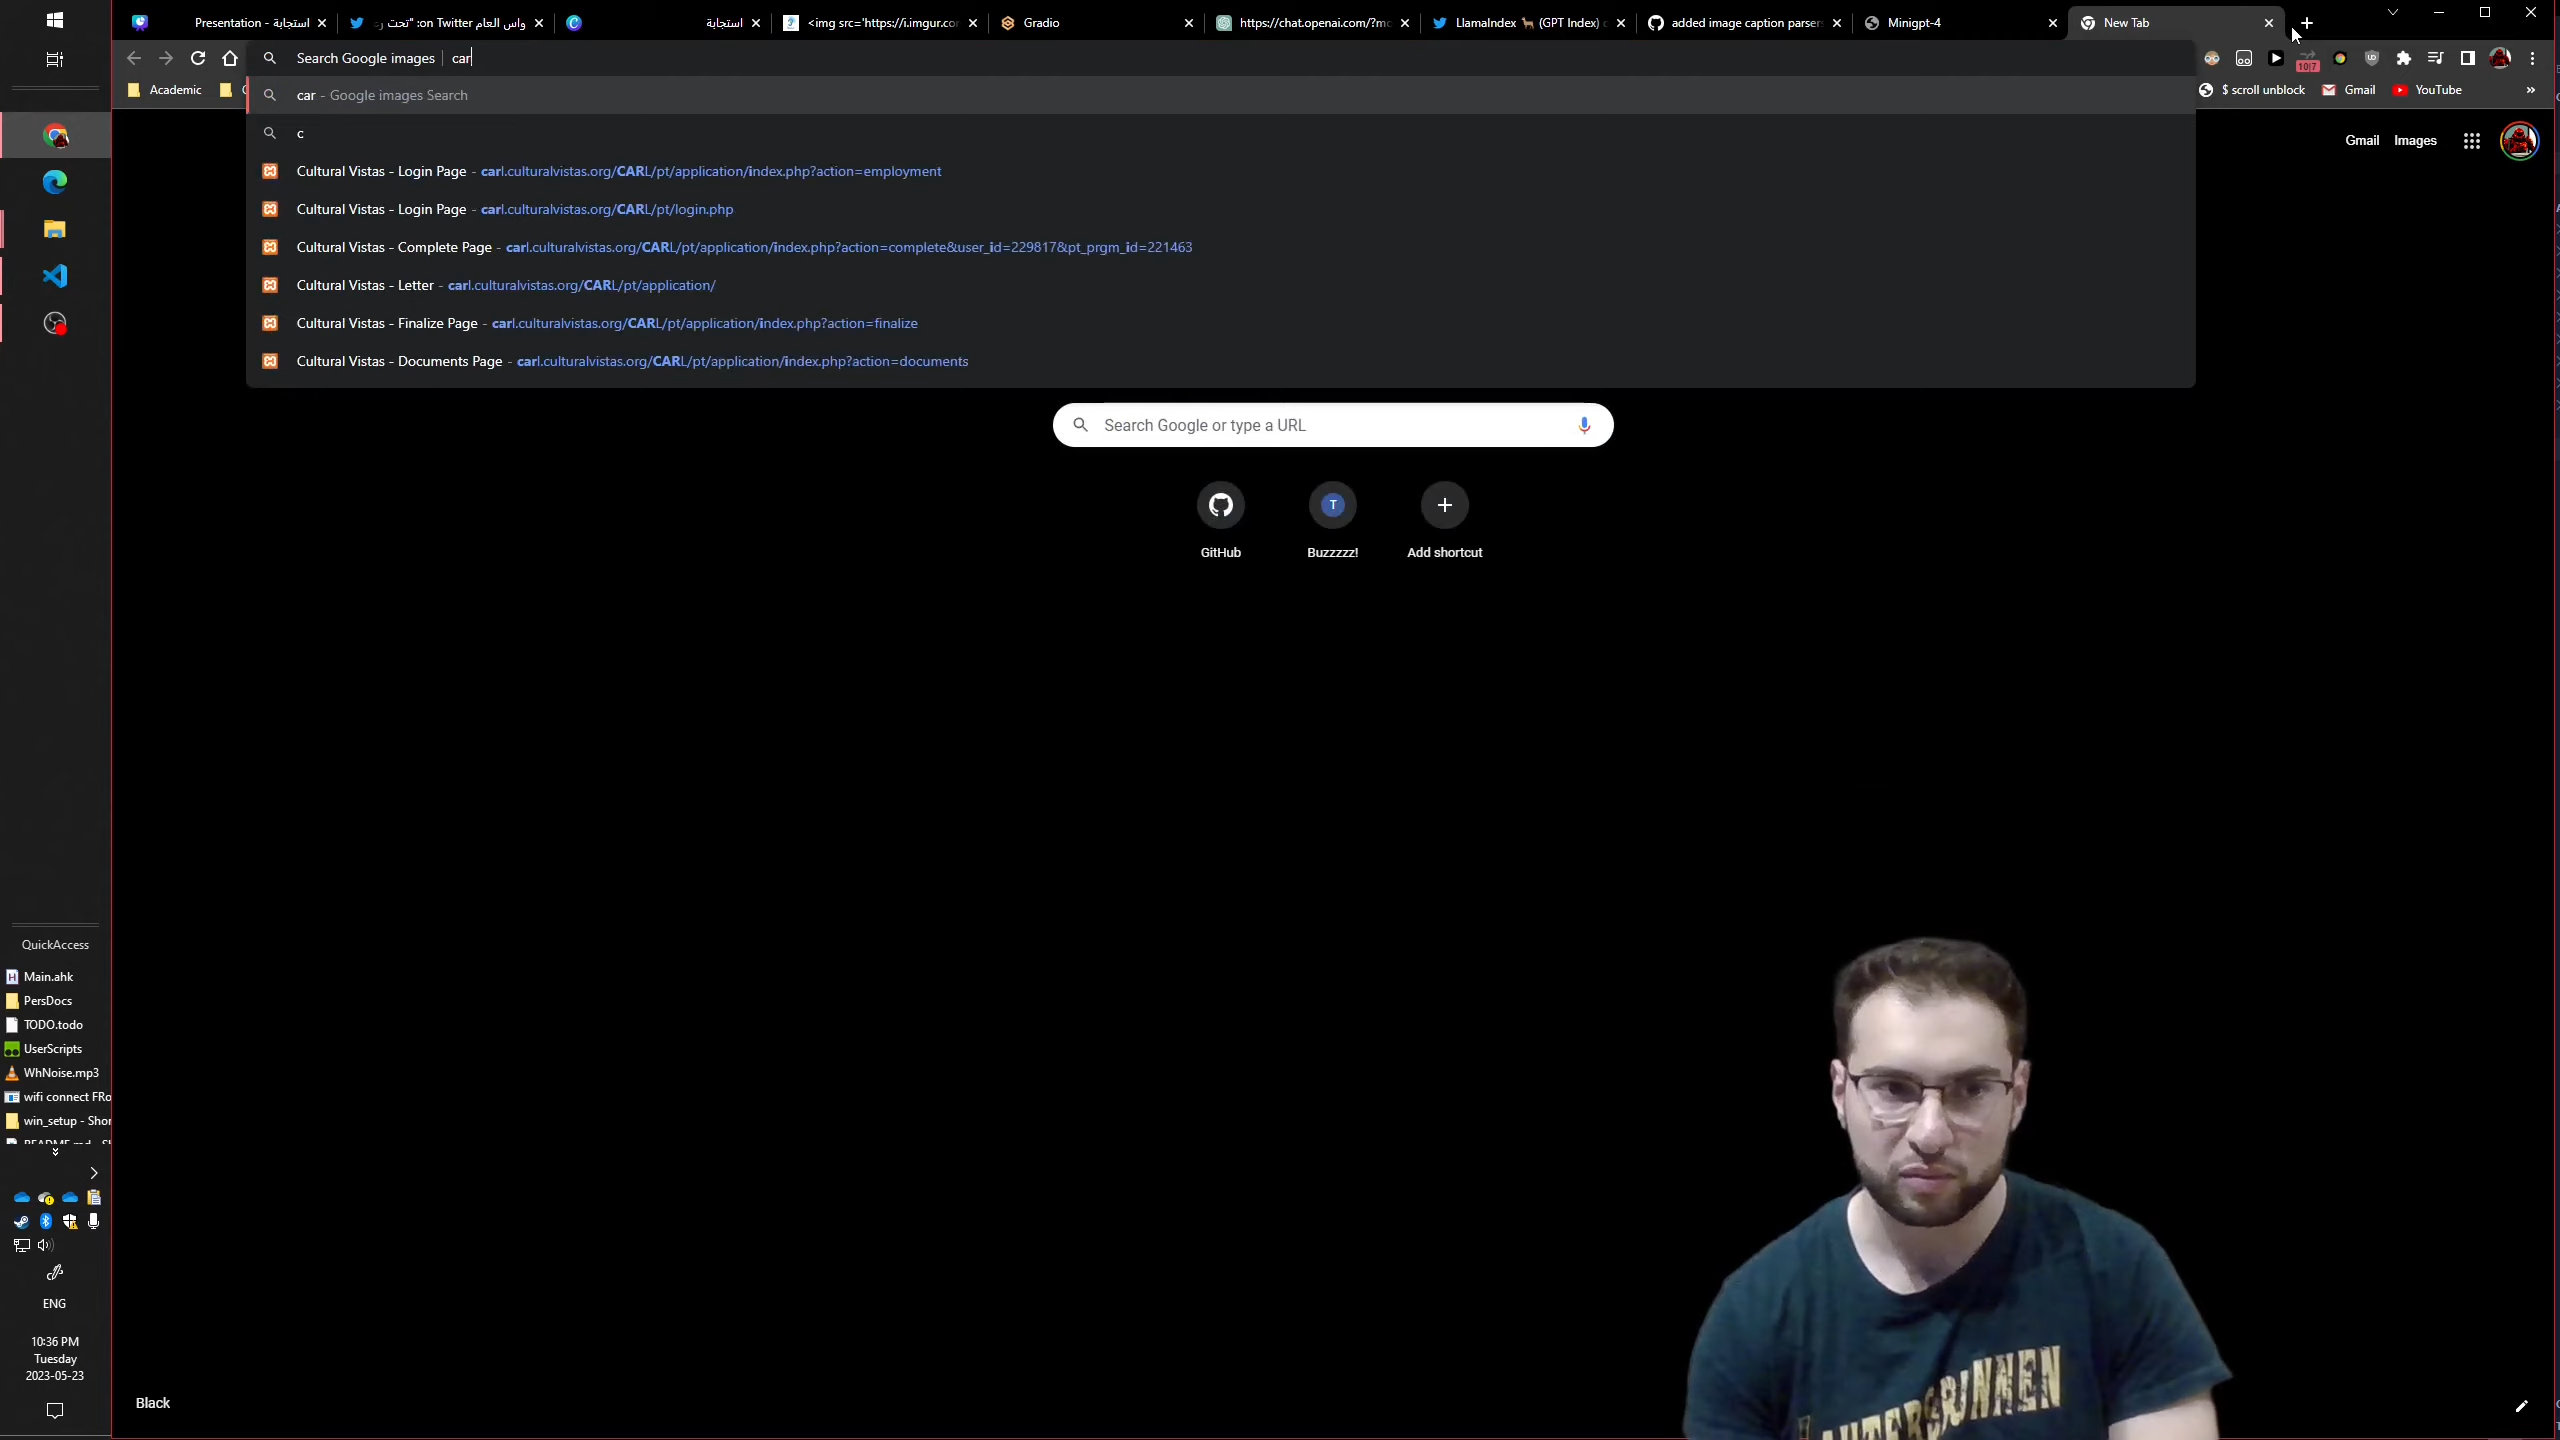 Presentation - استجابة
واس العام on Twitter: "تحت رع
استجابة
<img src='https://i.imgur.cor
Gradio
https://chat.openai.com/?mo
LlamaIndex 🦙 (GPT Index) o
added image caption parsers
Minigpt-4
New Tab
Search Google images | car
Academic
$ scroll unblock
Gmail
YouTube
car - Google images Search
c
Cultural Vistas - Login Page - carl.culturalvistas.org/CARL/pt/application/index.php?action=employment
Cultural Vistas - Login Page - carl.culturalvistas.org/CARL/pt/login.php
Cultural Vistas - Complete Page - carl.culturalvistas.org/CARL/pt/application/index.php?action=complete&user_id=229817&pt_prgm_id=221463
Cultural Vistas - Letter - carl.culturalvistas.org/CARL/pt/application/
Cultural Vistas - Finalize Page - carl.culturalvistas.org/CARL/pt/application/index.php?action=finalize
Cultural Vistas - Documents Page - carl.culturalvistas.org/CARL/pt/application/index.php?action=documents
Gmail Images
Search Google or type a URL
GitHub
T
Buzzzzz!
Add shortcut
QuickAccess
Main.ahk
PersDocs
TODO.todo
UserScripts
WhNoise.mp3
wifi connect FRo
win_setup - Shor
ENG
10:36 PM
Tuesday
2023-05-23
Black
LAUTERBRUNNEN